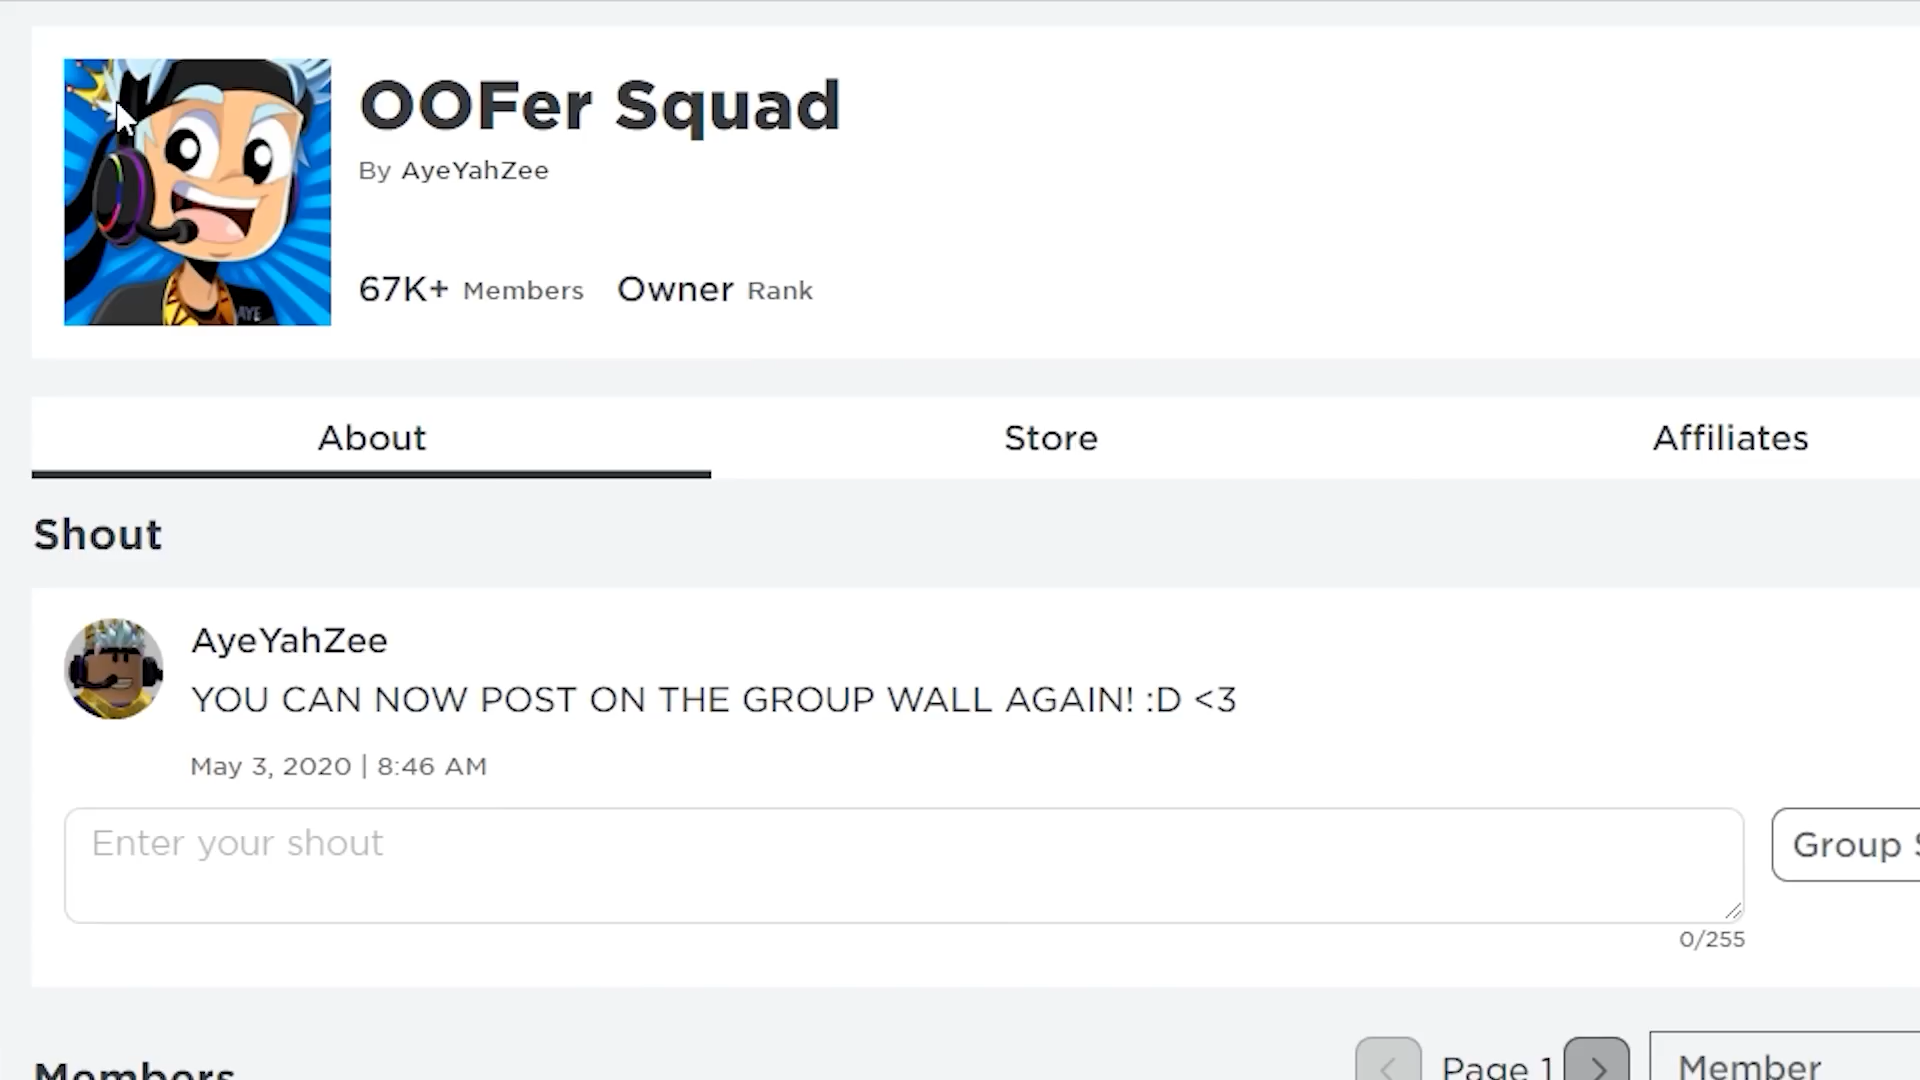 OOFer Squad
By AyeYahZee
67K+ Members Owner Rank
About Store Affiliates
Shout
AyeYahZee
YOU CAN NOW POST ON THE GROUP WALL AGAIN! :D <3
May 3, 2020 | 8:46 AM
Enter your shout
Group S
0/255
Members
Page 1
Member
AYE